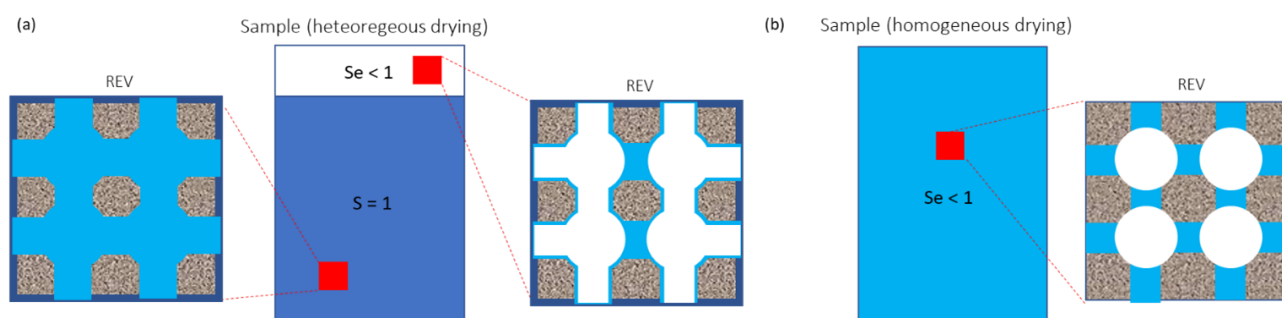 (a)
Sample (heteoregeous drying)
REV
Se < 1
S = 1
REV
(b)
Sample (homogeneous drying)
Se < 1
REV